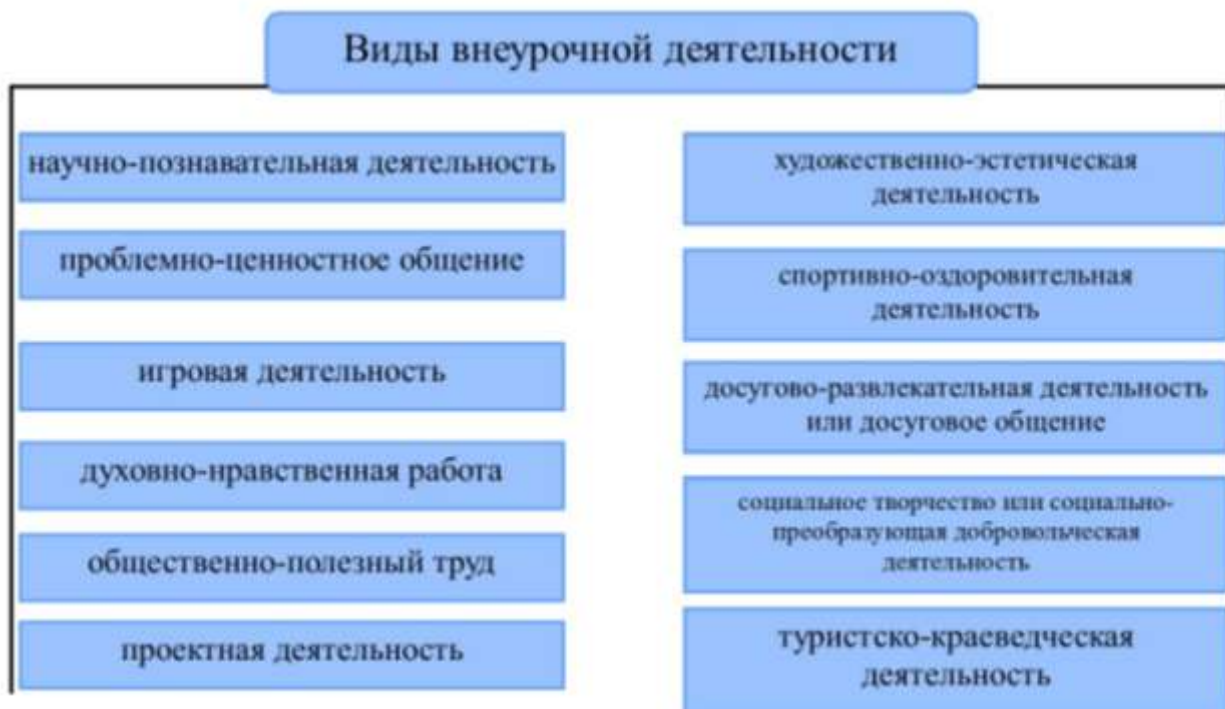 Виды внеурочной деятельности
научно-познавательная деятельность
проблемно-ценностное общение
игровая деятельность
духовно-нравственная работа
общественно-полезный труд
проектная деятельность
художественно-эстетическая
деятельность
спортивно-оздоровительная
деятельность
досугово-развлекательная деятельность
или досуговое общение
социальное творчество или социально-
преобразующая добровольческая
деятельность
туристско-краеведческая
деятельность